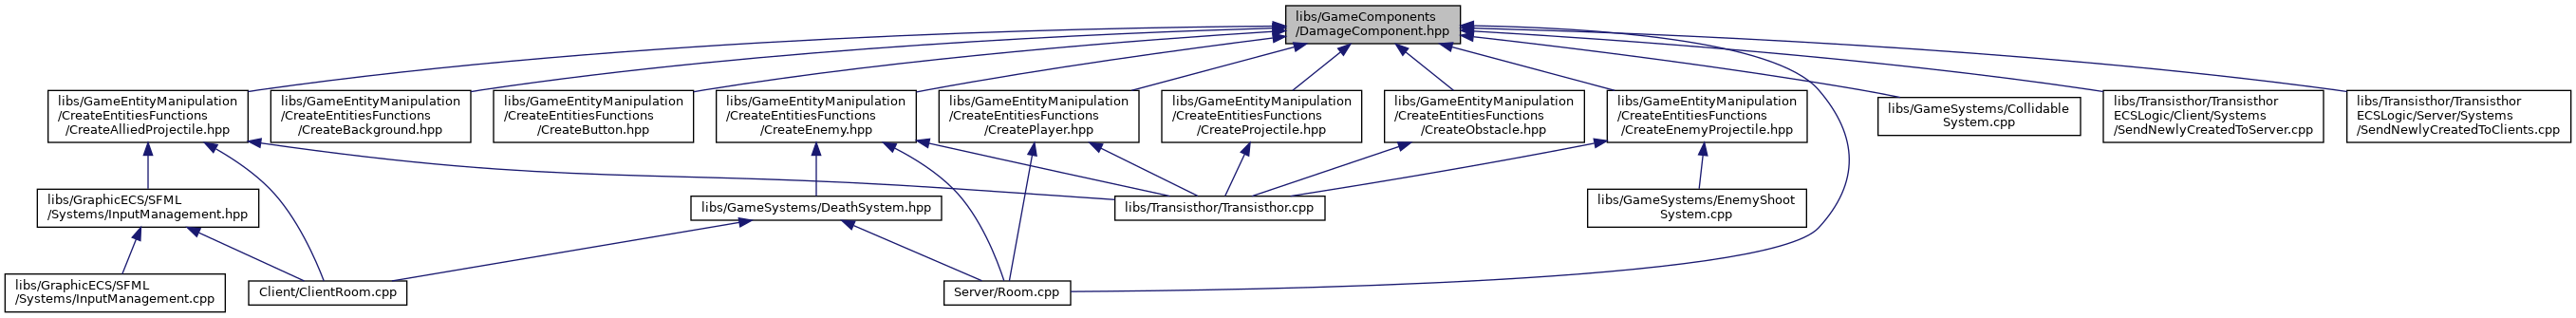 libs/GameComponents
/DamageComponent.hpp
libs/GameEntityManipulation
/CreateEntitiesFunctions
/CreateAlliedProjectile.hpp
libs/GameEntityManipulation
/CreateEntitiesFunctions
/CreateBackground.hpp
libs/GameEntityManipulation
/CreateEntitiesFunctions
/CreateButton.hpp
libs/GameEntityManipulation
/CreateEntitiesFunctions
/CreateEnemy.hpp
libs/GameEntityManipulation
/CreateEntitiesFunctions
/CreatePlayer.hpp
libs/GameEntityManipulation
/CreateEntitiesFunctions
/CreateProjectile.hpp
libs/GameEntityManipulation
/CreateEntitiesFunctions
/CreateObstacle.hpp
libs/GameEntityManipulation
/CreateEntitiesFunctions
/CreateEnemyProjectile.hpp
libs/GameSystems/Collidable
System.cpp
libs/Transisthor/Transisthor
ECSLogic/Client/Systems
/SendNewlyCreatedToServer.cpp
libs/Transisthor/Transisthor
ECSLogic/Server/Systems
/SendNewlyCreatedToClients.cpp
libs/GraphicECS/SFML
/Systems/InputManagement.hpp
libs/GameSystems/DeathSystem.hpp
libs/Transisthor/Transisthor.cpp
libs/GameSystems/EnemyShoot
System.cpp
libs/GraphicECS/SFML
/Systems/InputManagement.cpp
Client/ClientRoom.cpp
Server/Room.cpp